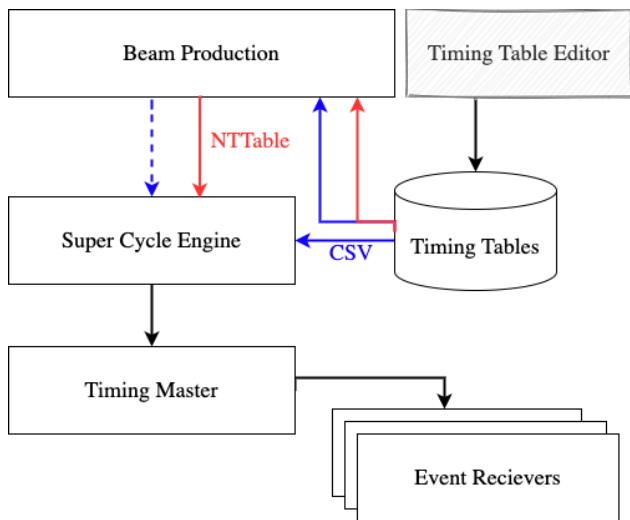 Beam Production
Timing Table Editor
NTTable
Super Cycle Engine
CSV
Timing Tables
Timing Master
Event Recievers